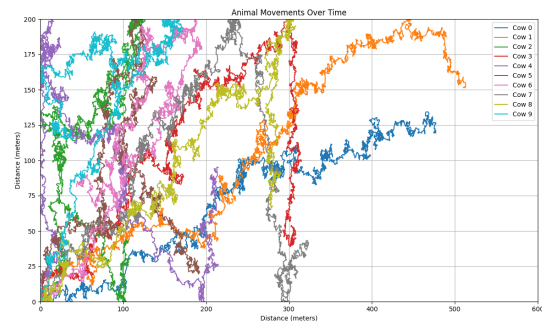 Animal Movements Over Time
Distance (meters)
200
175
150
125
100
75
50
25
0
0
100
200
300
400
500
600
Distance (meters)
Cow 0
Cow 1
Cow 2
Cow 3
Cow 4
Cow 5
Cow 6
Cow 7
Cow 8
Cow 9